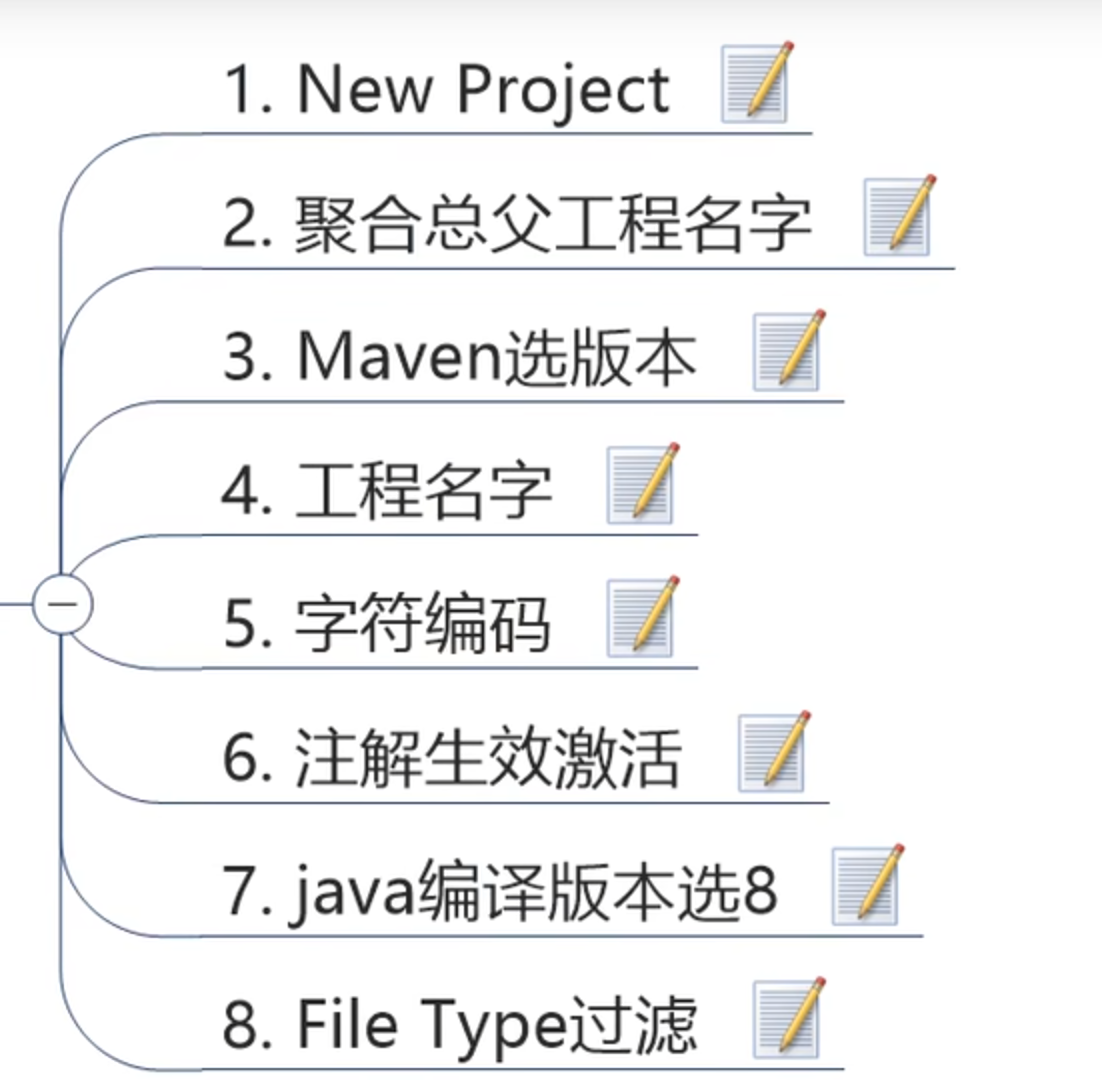 1. New Project
2. 聚合总父工程名字
3. Maven选版本
4. 工程名字
5. 字符编码
6. 注解生效激活
7. java编译版本选8
8. File Type过滤